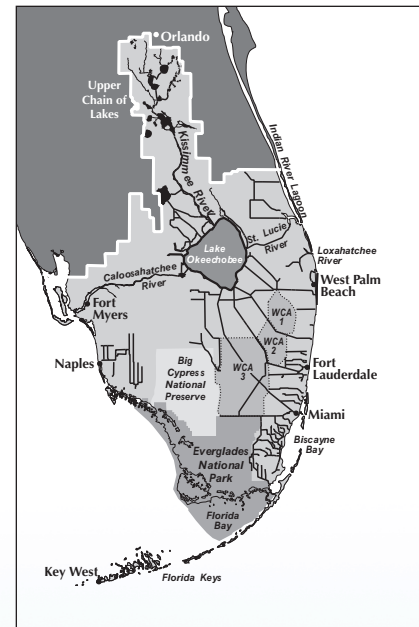 Orlando
Upper
Chain of
Lakes
Kissimmee River
Indian River Lagoon
St. Lucie
River
Lake
Okeechobee
Loxahatchee
River
Caloosahatchee
River
West Palm
Beach
Fort
Myers
WCA
1
WCA
2
WCA
3
Naples
Big
Cypress
National
Preserve
Fort
Lauderdale
Miami
Biscayne
Bay
Everglades
National
Park
Florida
Bay
Key West
Florida Keys